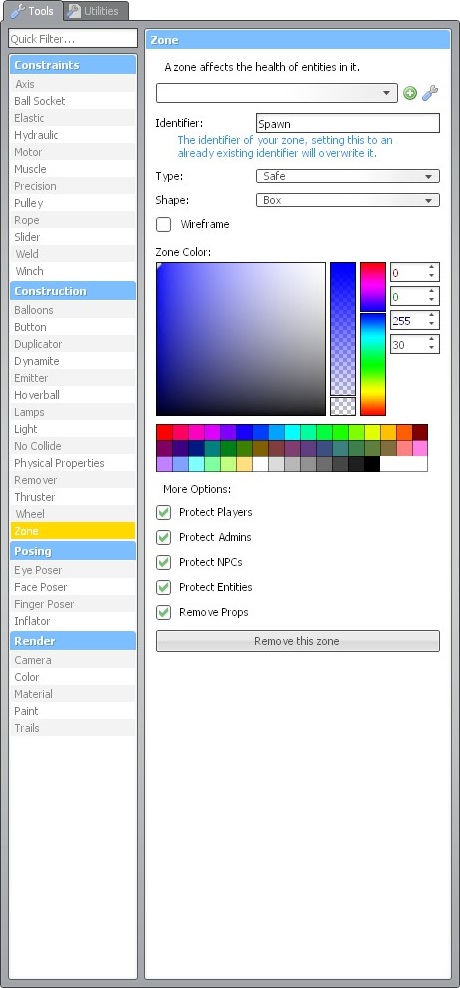 Tools
Utilities
Quick Filter...
Constraints
Axis
Ball Socket
Elastic
Hydraulic
Motor
Muscle
Precision
Pulley
Rope
Slider
Weld
Winch
Construction
Balloons
Button
Duplicator
Dynamite
Emitter
Hoverball
Lamps
Light
No Collide
Physical Properties
Remover
Thruster
Wheel
Zone
Posing
Eye Poser
Face Poser
Finger Poser
Inflator
Render
Camera
Color
Material
Paint
Trails
Zone
A zone affects the health of entities in it.
Identifier: Spawn
The identifier of your zone, setting this to an
already existing identifier will overwrite it.
Type: Safe
Shape: Box
Wireframe
Zone Color:
0
0
255
30
More Options:
Protect Players
Protect Admins
Protect NPCs
Protect Entities
Remove Props
Remove this zone